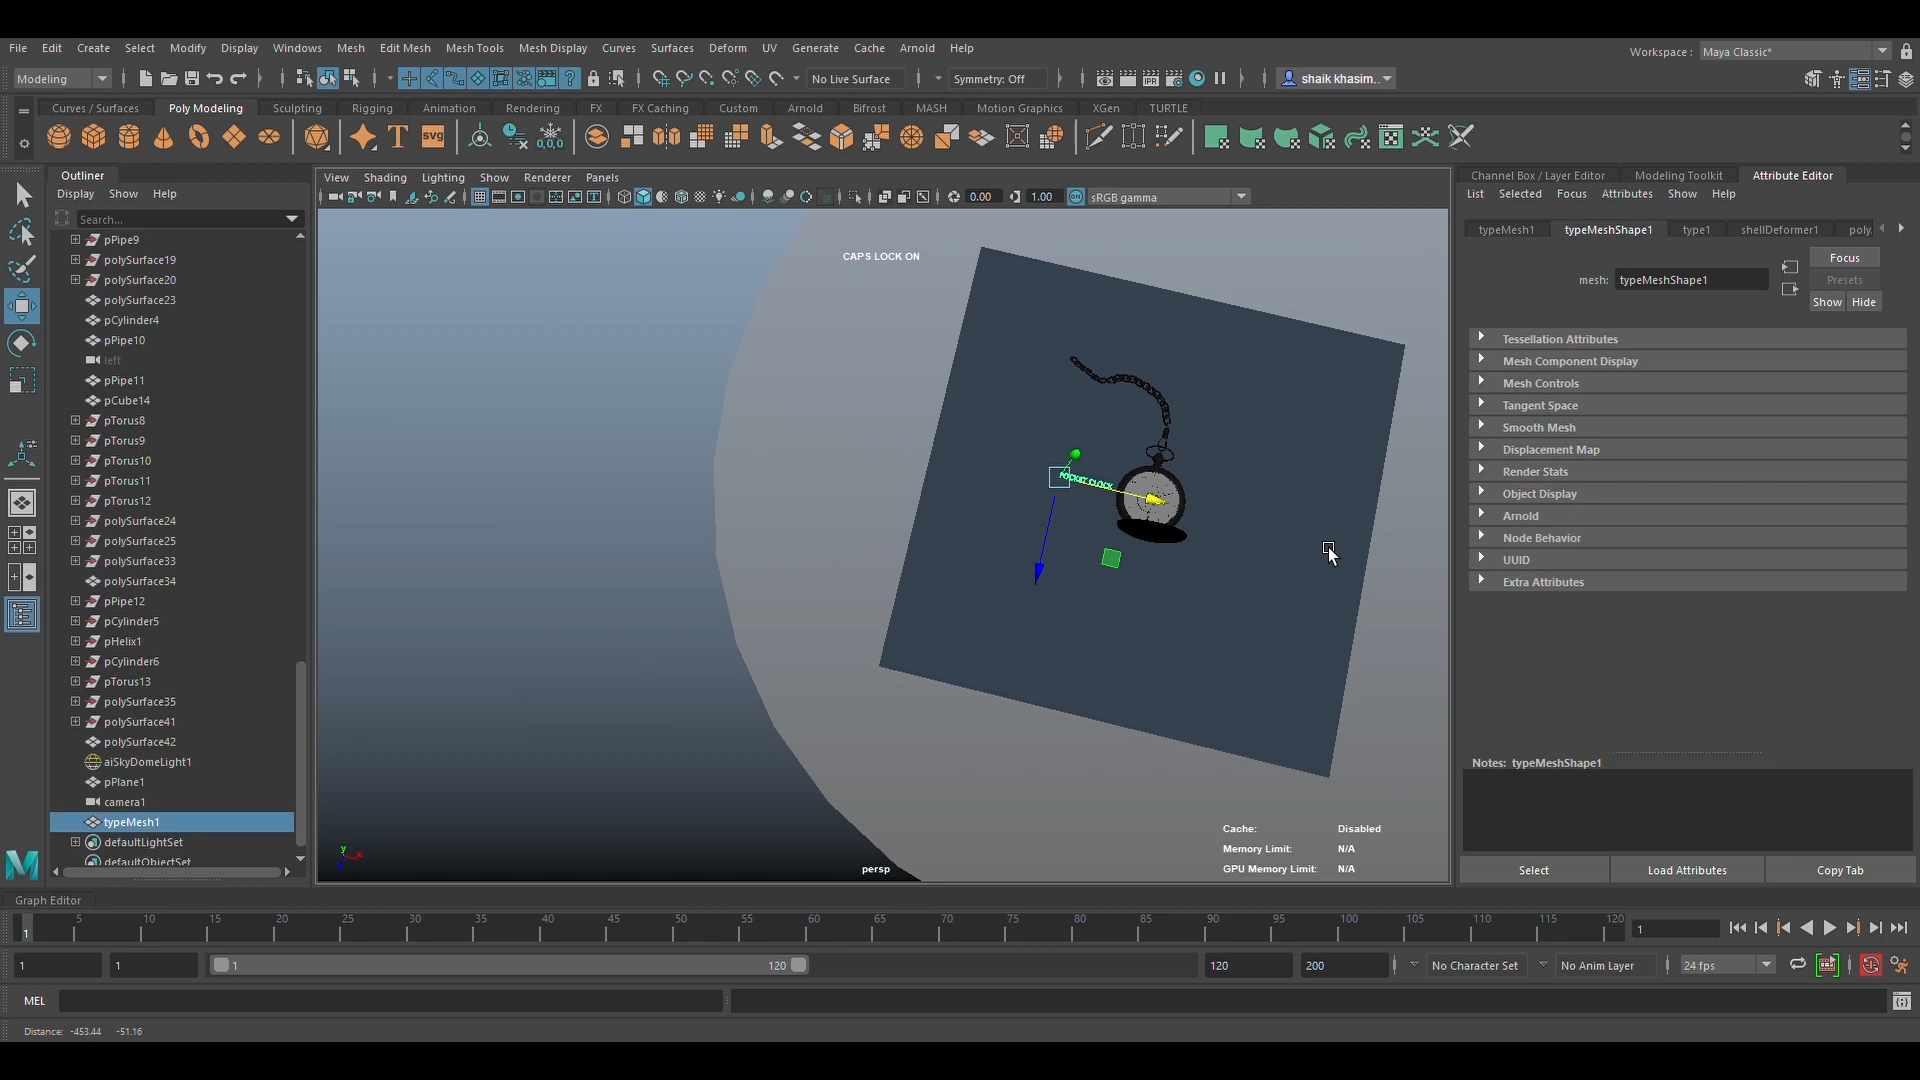 File Edit Create Select Modify Display Windows Mesh Edit Mesh Mesh Tools Mesh Display Curves Surfaces Deform UV Generate Cache Arnold Help
Workspace : Maya Classic*
Modeling
No Live Surface
Symmetry: Off
shaik khasim..
Curves / Surfaces Poly Modeling Sculpting Rigging Animation Rendering FX FX Caching Custom Arnold Bifrost MASH Motion Graphics XGen TURTLE
T
SVG
0,0,0
IPR
Outliner
Display Show Help
Search...
pPipe9
polySurface19
polySurface20
polySurface23
pCylinder4
pPipe10
left
pPipe11
pCube14
pTorus8
pTorus9
pTorus10
pTorus11
pTorus12
polySurface24
polySurface25
polySurface33
polySurface34
pPipe12
pCylinder5
pHelix1
pCylinder6
pTorus13
polySurface35
polySurface41
polySurface42
aiSkyDomeLight1
pPlane1
camera1
typeMesh1
defaultLightSet
defaultObjectSet
View Shading Lighting Show Renderer Panels
0.00 1.00 ON sRGB gamma
CAPS LOCK ON
POCKET CLOCK
Cache: Disabled
Memory Limit: N/A
GPU Memory Limit: N/A
persp
y
x
Channel Box / Layer Editor Modeling Toolkit Attribute Editor
List Selected Focus Attributes Show Help
typeMesh1 typeMeshShape1 type1 shellDeformer1 poly
mesh: typeMeshShape1
Focus
Presets
Show Hide
Tessellation Attributes
Mesh Component Display
Mesh Controls
Tangent Space
Smooth Mesh
Displacement Map
Render Stats
Object Display
Arnold
Node Behavior
UUID
Extra Attributes
Notes: typeMeshShape1
Select Load Attributes Copy Tab
Graph Editor
1 5 10 15 20 25 30 35 40 45 50 55 60 65 70 75 80 85 90 95 100 105 110 115 120
1
1 1 1 120 120 200 No Character Set No Anim Layer 24 fps
MEL
Distance: -453.44 -51.16